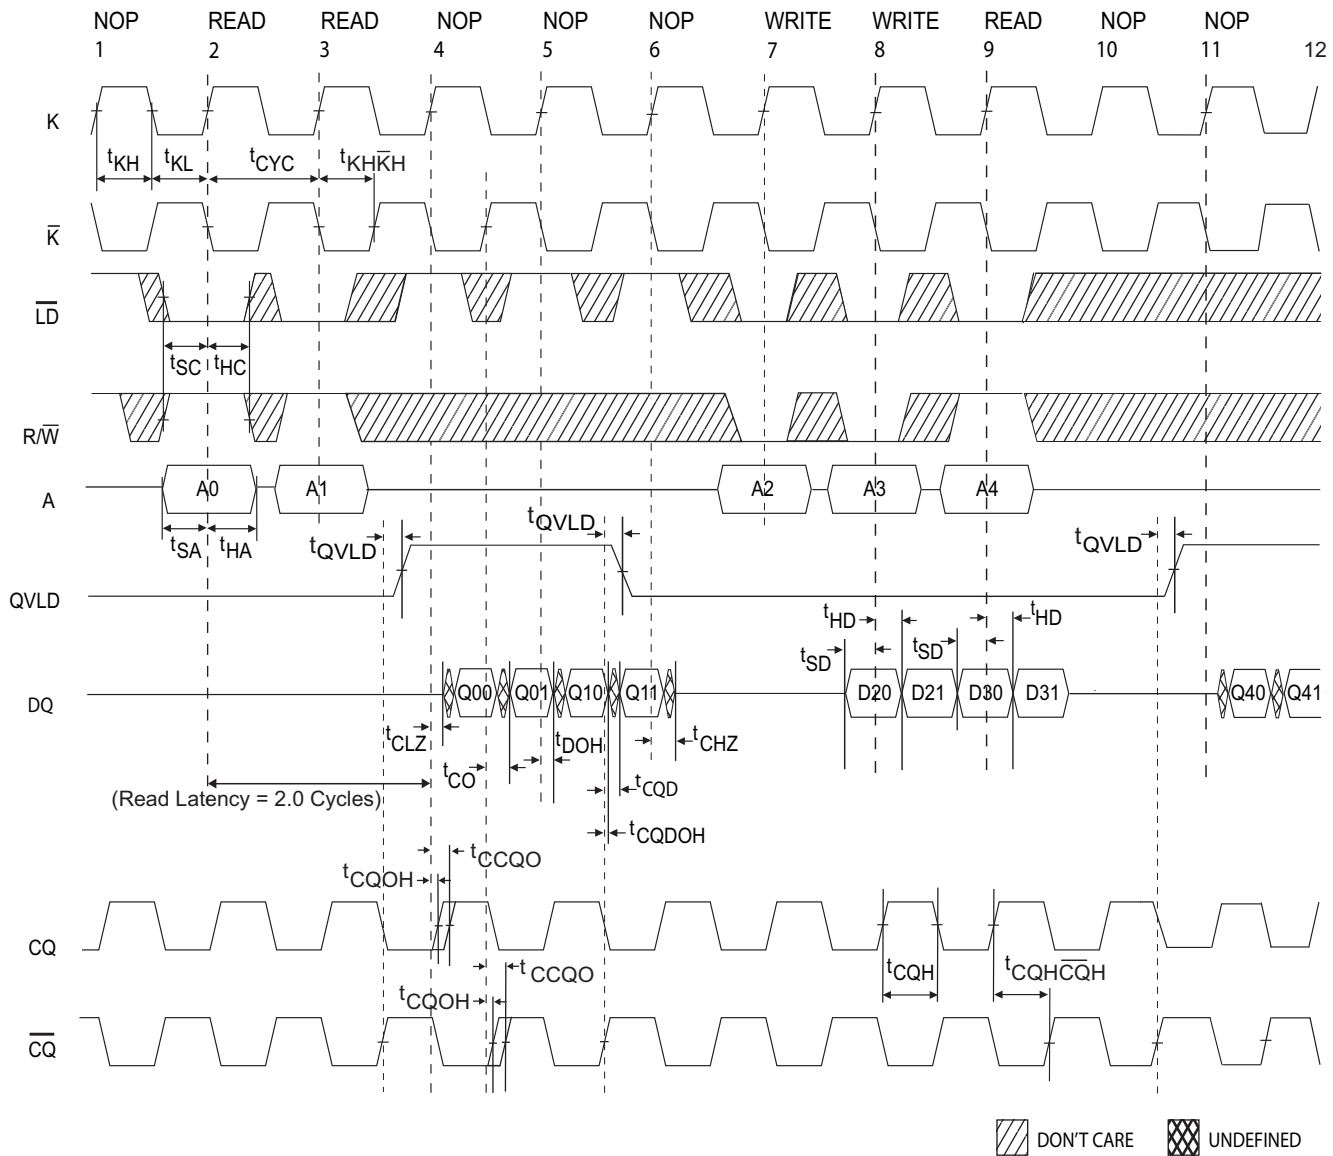 NOP READ READ NOP NOP NOP WRITE WRITE READ NOP NOP
1 2 3 4 5 6 7 8 9 10 11 12
K
tKH tKL tCYC tKHK̅H
K̅
L̅D̅
tSC tHC
R/W̅
A A0 A1 A2 A3 A4
tSA tHA tQVLD tQVLD tQVLD
QVLD
tHD tHD
tSD tSD
DQ Q00 Q01 Q10 Q11 D20 D21 D30 D31 Q40 Q41
tCLZ tDOH tCHZ
tCO tCQD
(Read Latency = 2.0 Cycles)
tCQDOH
tCCQO
tCQOH
CQ
tCCQO tCQH tCQHC̅Q̅H
tCQOH
C̅Q̅
DON'T CARE UNDEFINED